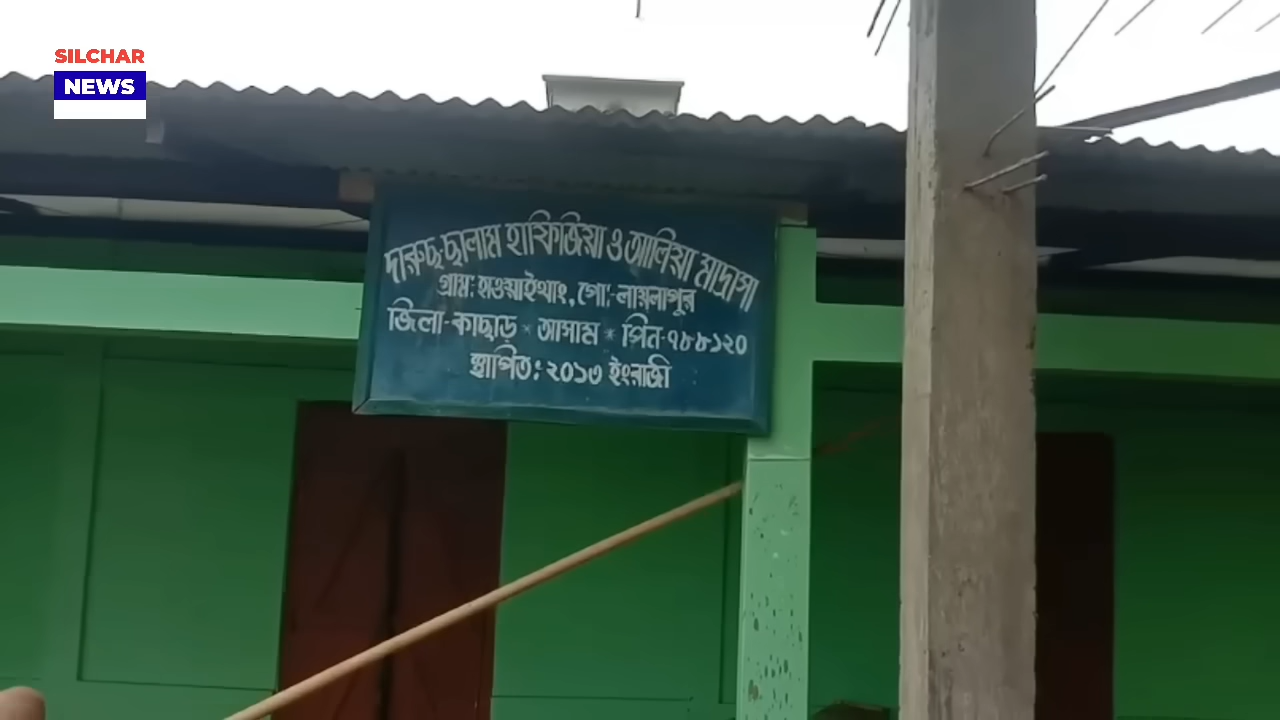 SILCHAR
NEWS
দারুছ-ছালাম হাফিজিয়া ও আলিয়া মাদ্রাসা
গ্রাম: হাওয়াইথাং, পো:-লায়লাপুর
জিলা-কাছাড় * আসাম * পিন-৭৮৮১২০
স্থাপিত: ২০১৩ ইংরাজী